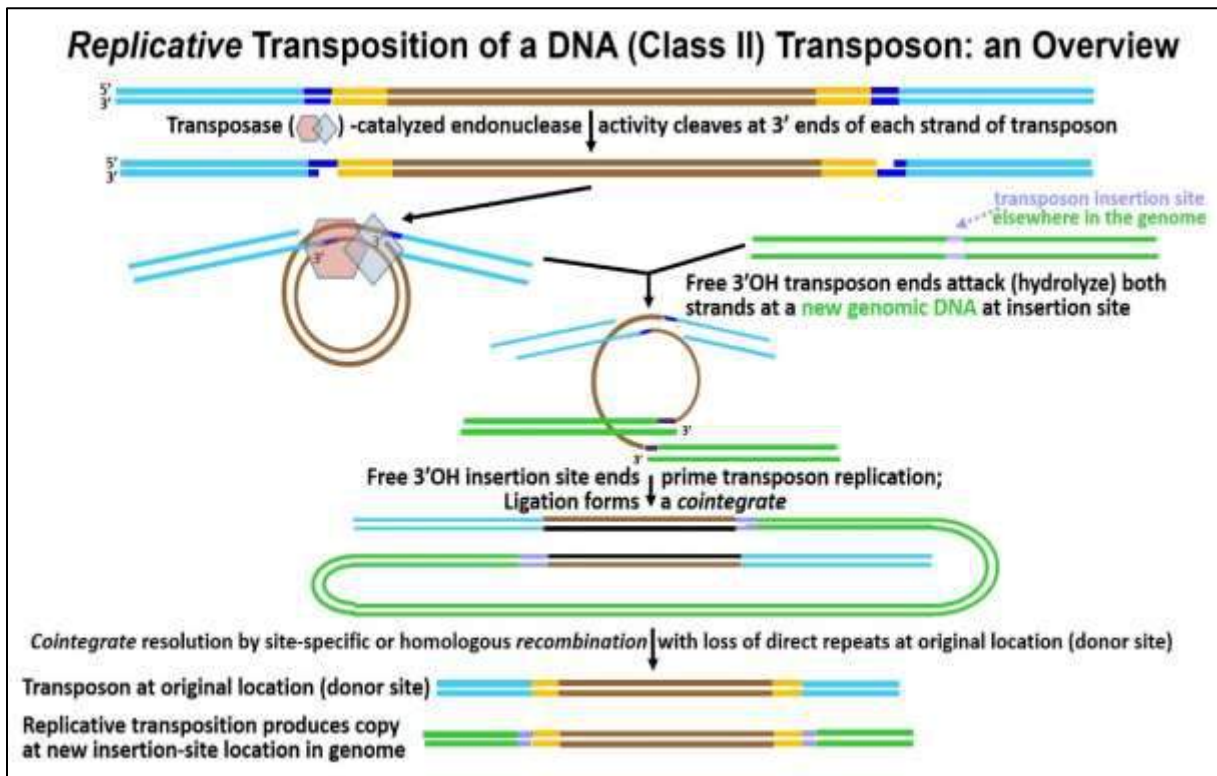 Replicative Transposition of a DNA (Class II) Transposon: an Overview
5’
3’
Transposase ( ) -catalyzed endonuclease activity cleaves at 3’ ends of each strand of transposon
5’
3’
transposon insertion site
elsewhere in the genome
3’
3’
Free 3’OH transposon ends attack (hydrolyze) both
strands at a new genomic DNA at insertion site
3’
3’
Free 3’OH insertion site ends prime transposon replication;
Ligation forms a cointegrate
Cointegrate resolution by site-specific or homologous recombination with loss of direct repeats at original location (donor site)
Transposon at original location (donor site)
Replicative transposition produces copy
at new insertion-site location in genome